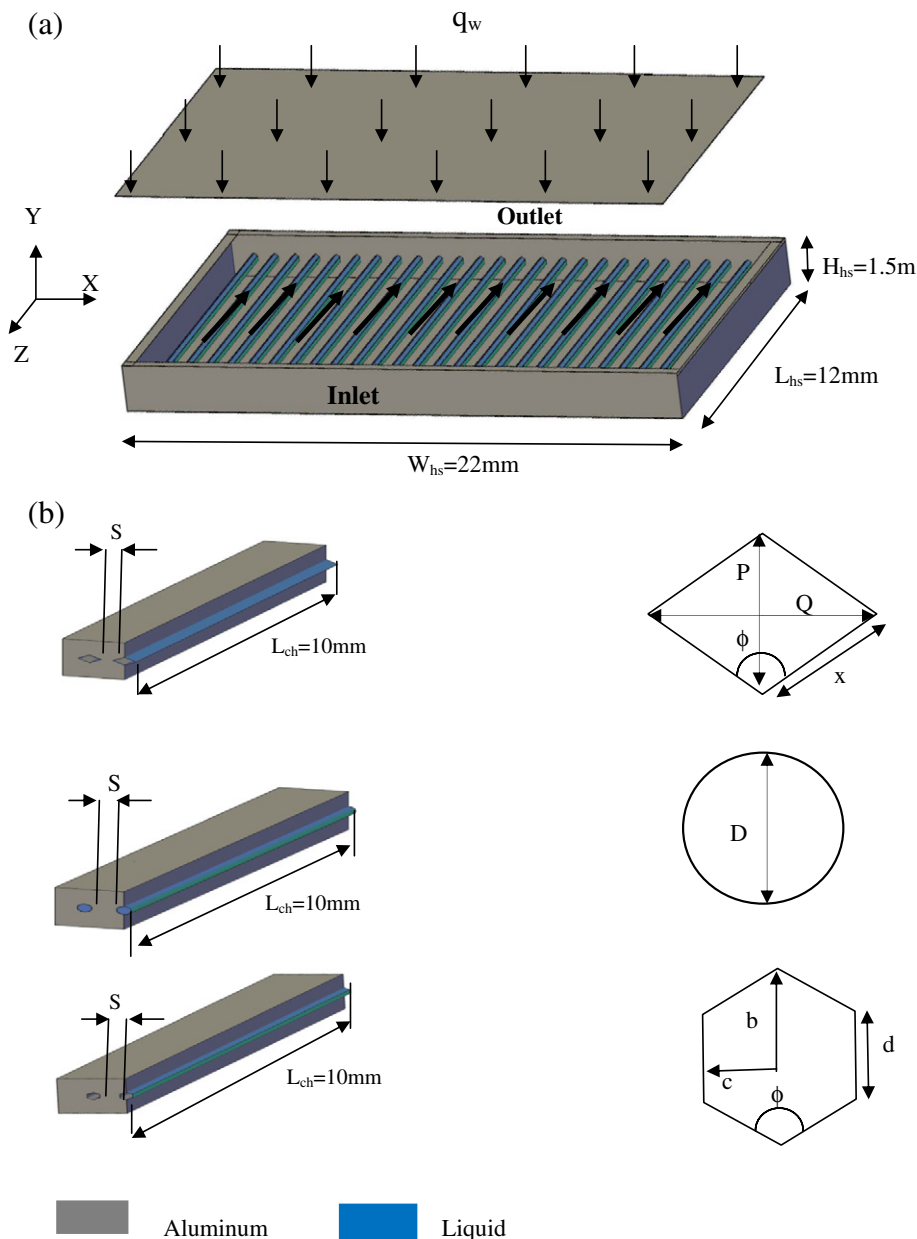 (a)
q_w
Outlet
Y
X
Z
H_hs=1.5m
L_hs=12mm
Inlet
W_hs=22mm
(b)
S
L_ch=10mm
P
Q
ϕ
x
S
L_ch=10mm
D
S
L_ch=10mm
b
c
d
ϕ
Aluminum
Liquid